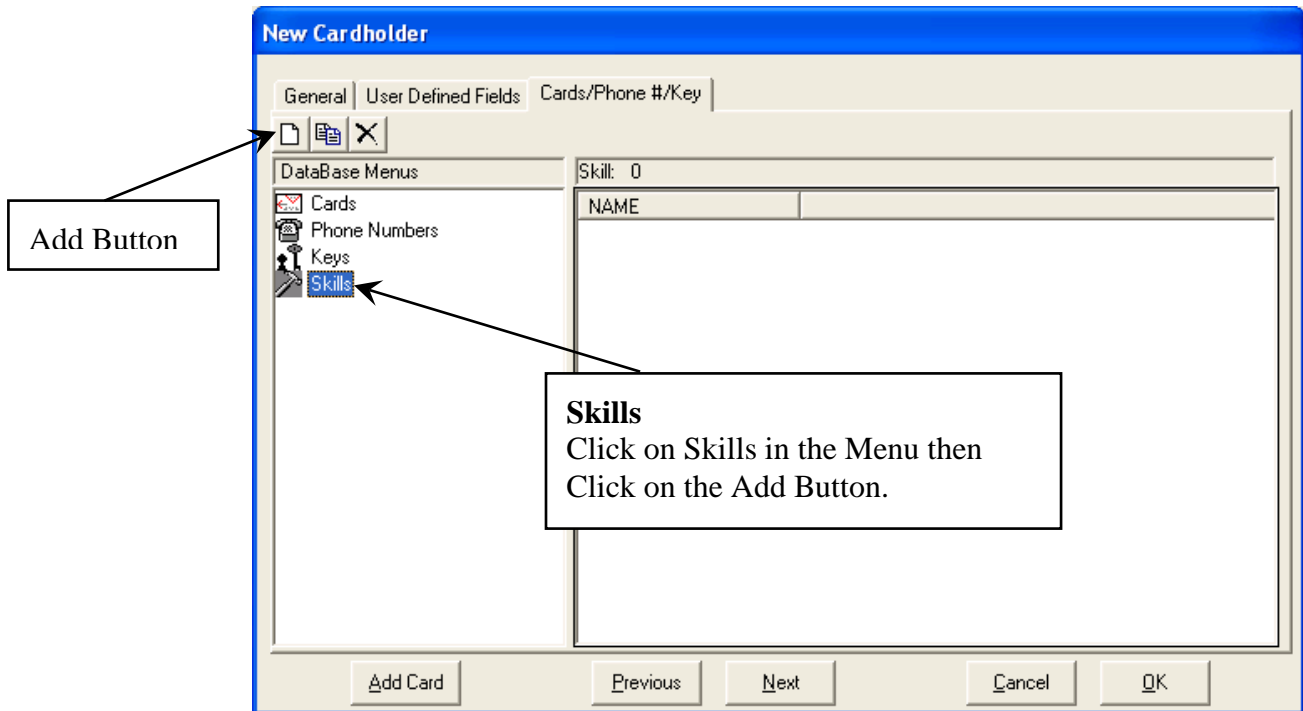 New Cardholder
General User Defined Fields Cards/Phone #/Key
DataBase Menus
Skill: 0
Cards
Phone Numbers
Keys
Skills
NAME
Add Button
Skills
Click on Skills in the Menu then
Click on the Add Button.
Add Card Previous Next Cancel OK